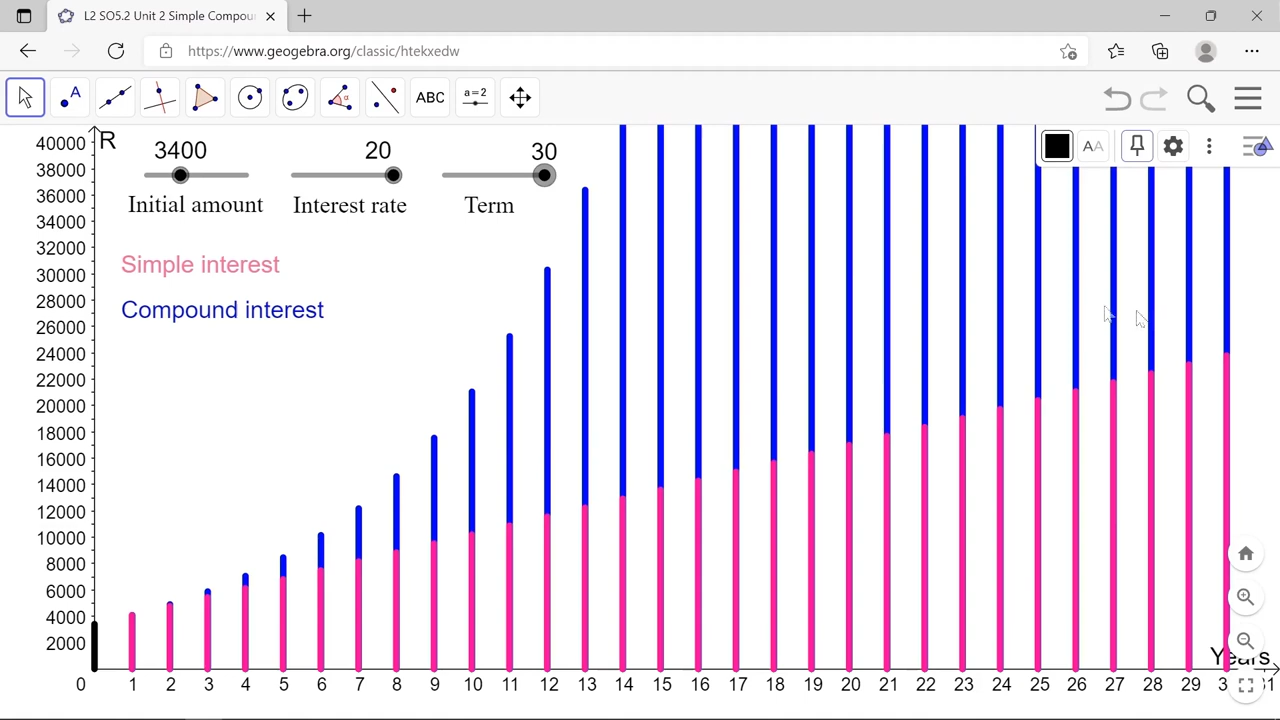 L2 SO5.2 Unit 2 Simple Compou
https://www.geogebra.org/classic/htekxedw
A
α
ABC
a=2
R
AA
3400 20 30
Initial amount Interest rate Term
Simple interest
Compound interest
40000
38000
36000
34000
32000
30000
28000
26000
24000
22000
20000
18000
16000
14000
12000
10000
8000
6000
4000
2000
Years
0 1 2 3 4 5 6 7 8 9 10 11 12 13 14 15 16 17 18 19 20 21 22 23 24 25 26 27 28 29 3 31